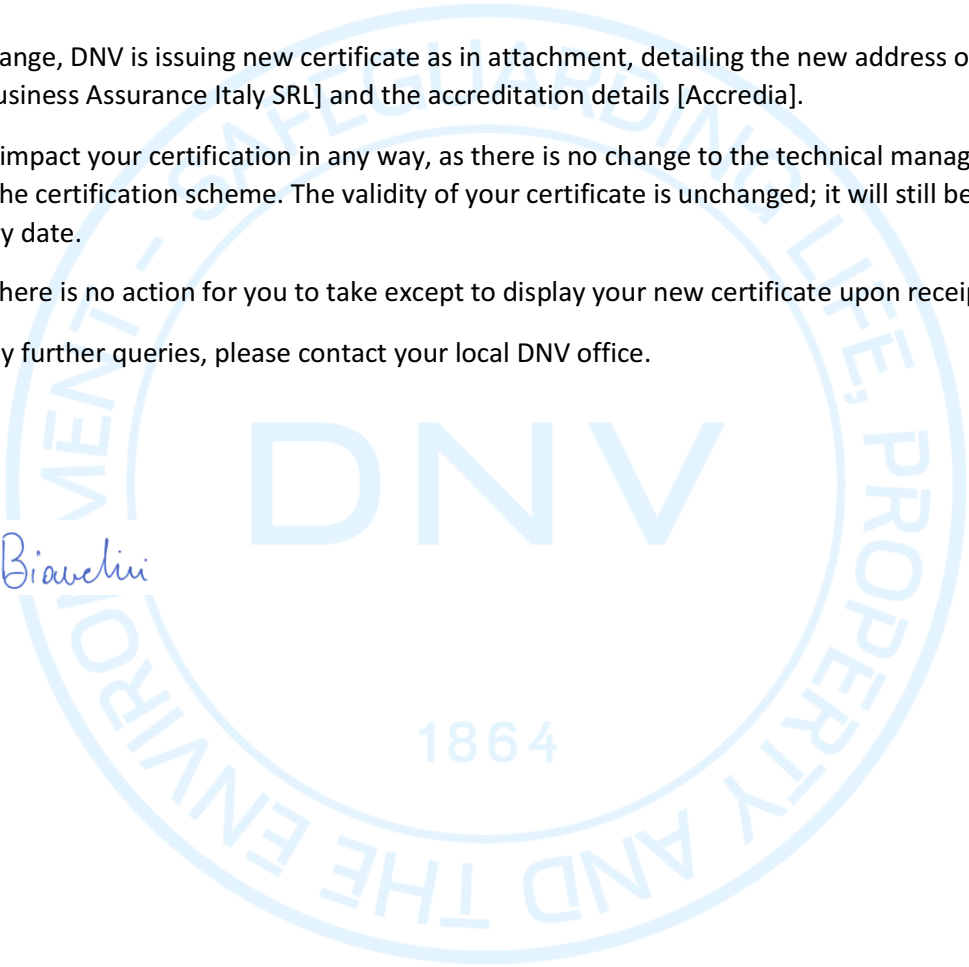 ange, DNV is issuing new certificate as in attachment, detailing the new address o
usiness Assurance Italy SRL] and the accreditation details [Accredia].
impact your certification in any way, as there is no change to the technical manag
he certification scheme. The validity of your certificate is unchanged; it will still be
y date.
here is no action for you to take except to display your new certificate upon receip
y further queries, please contact your local DNV office.
SAFEGUARDING LIFE, PROPERTY AND THE ENVIRONMENT –
DNV
1864